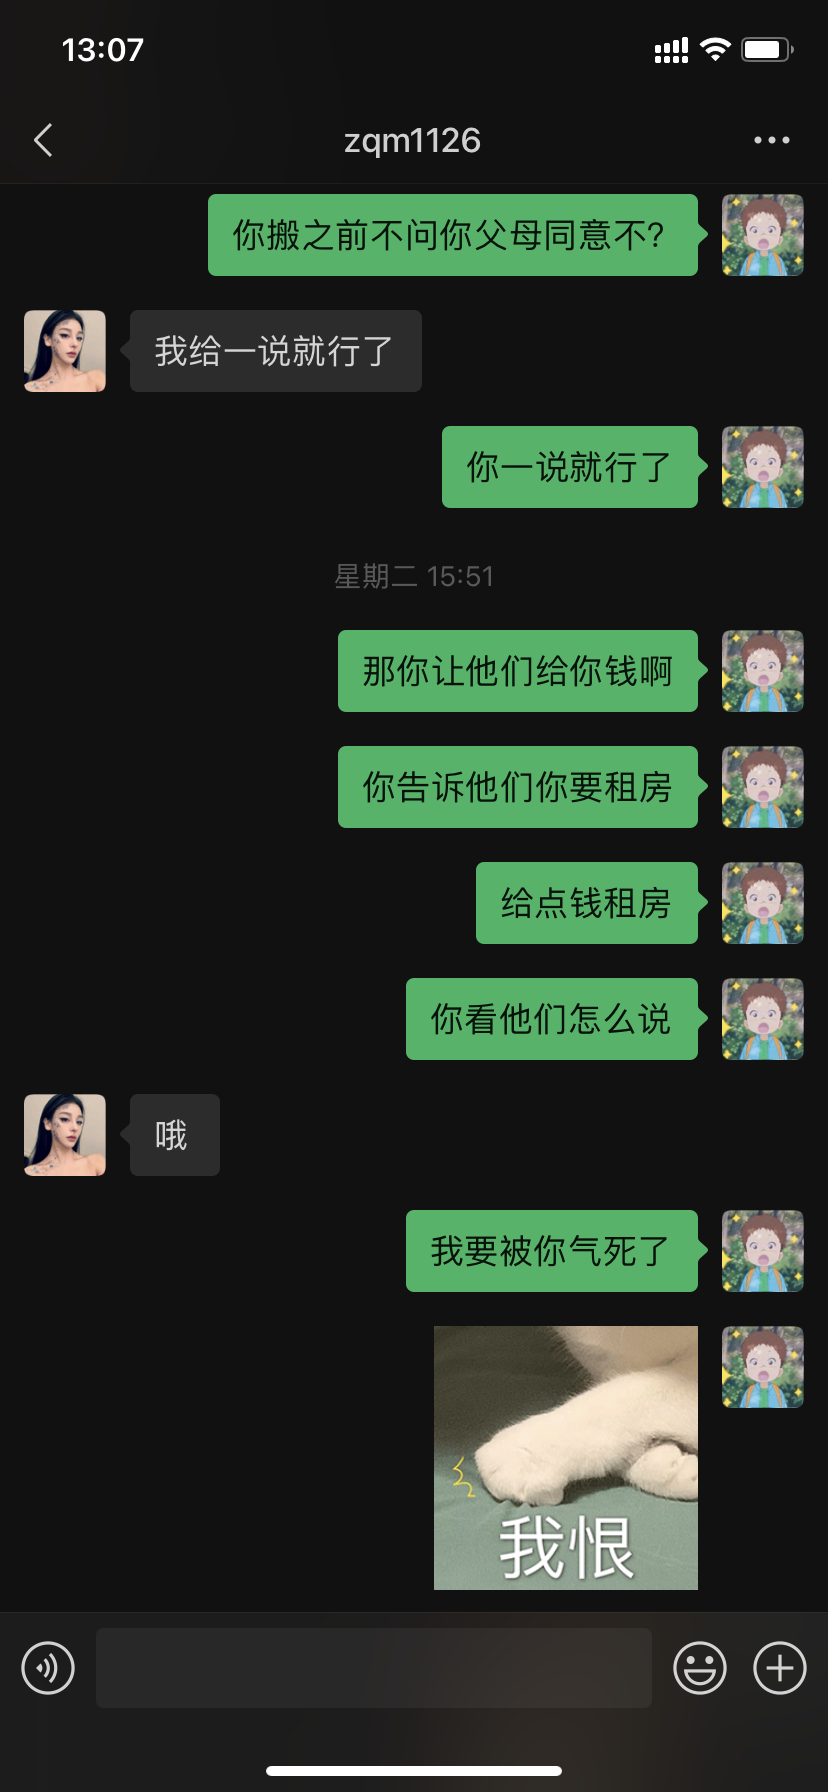 13:07
zqm1126
你搬之前不问你父母同意不?
我给一说就行了
你一说就行了
星期二 15:51
那你让他们给你钱啊
你告诉他们你要租房
给点钱租房
你看他们怎么说
哦
我要被你气死了
我恨